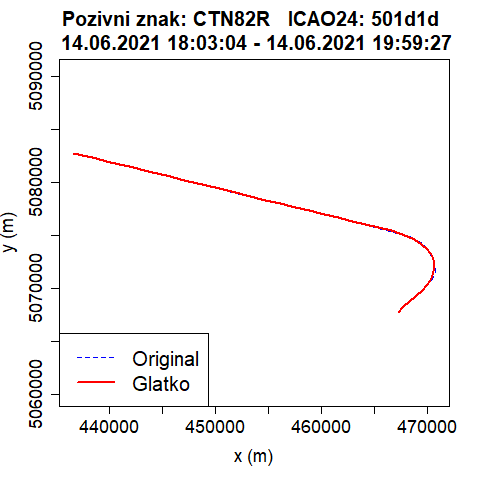 Pozivni znak: CTN82R ICAO24: 501d1d
14.06.2021 18:03:04 - 14.06.2021 19:59:27
5090000
5080000
y (m)
5070000
5060000
Original
Glatko
440000 450000 460000 470000
x (m)